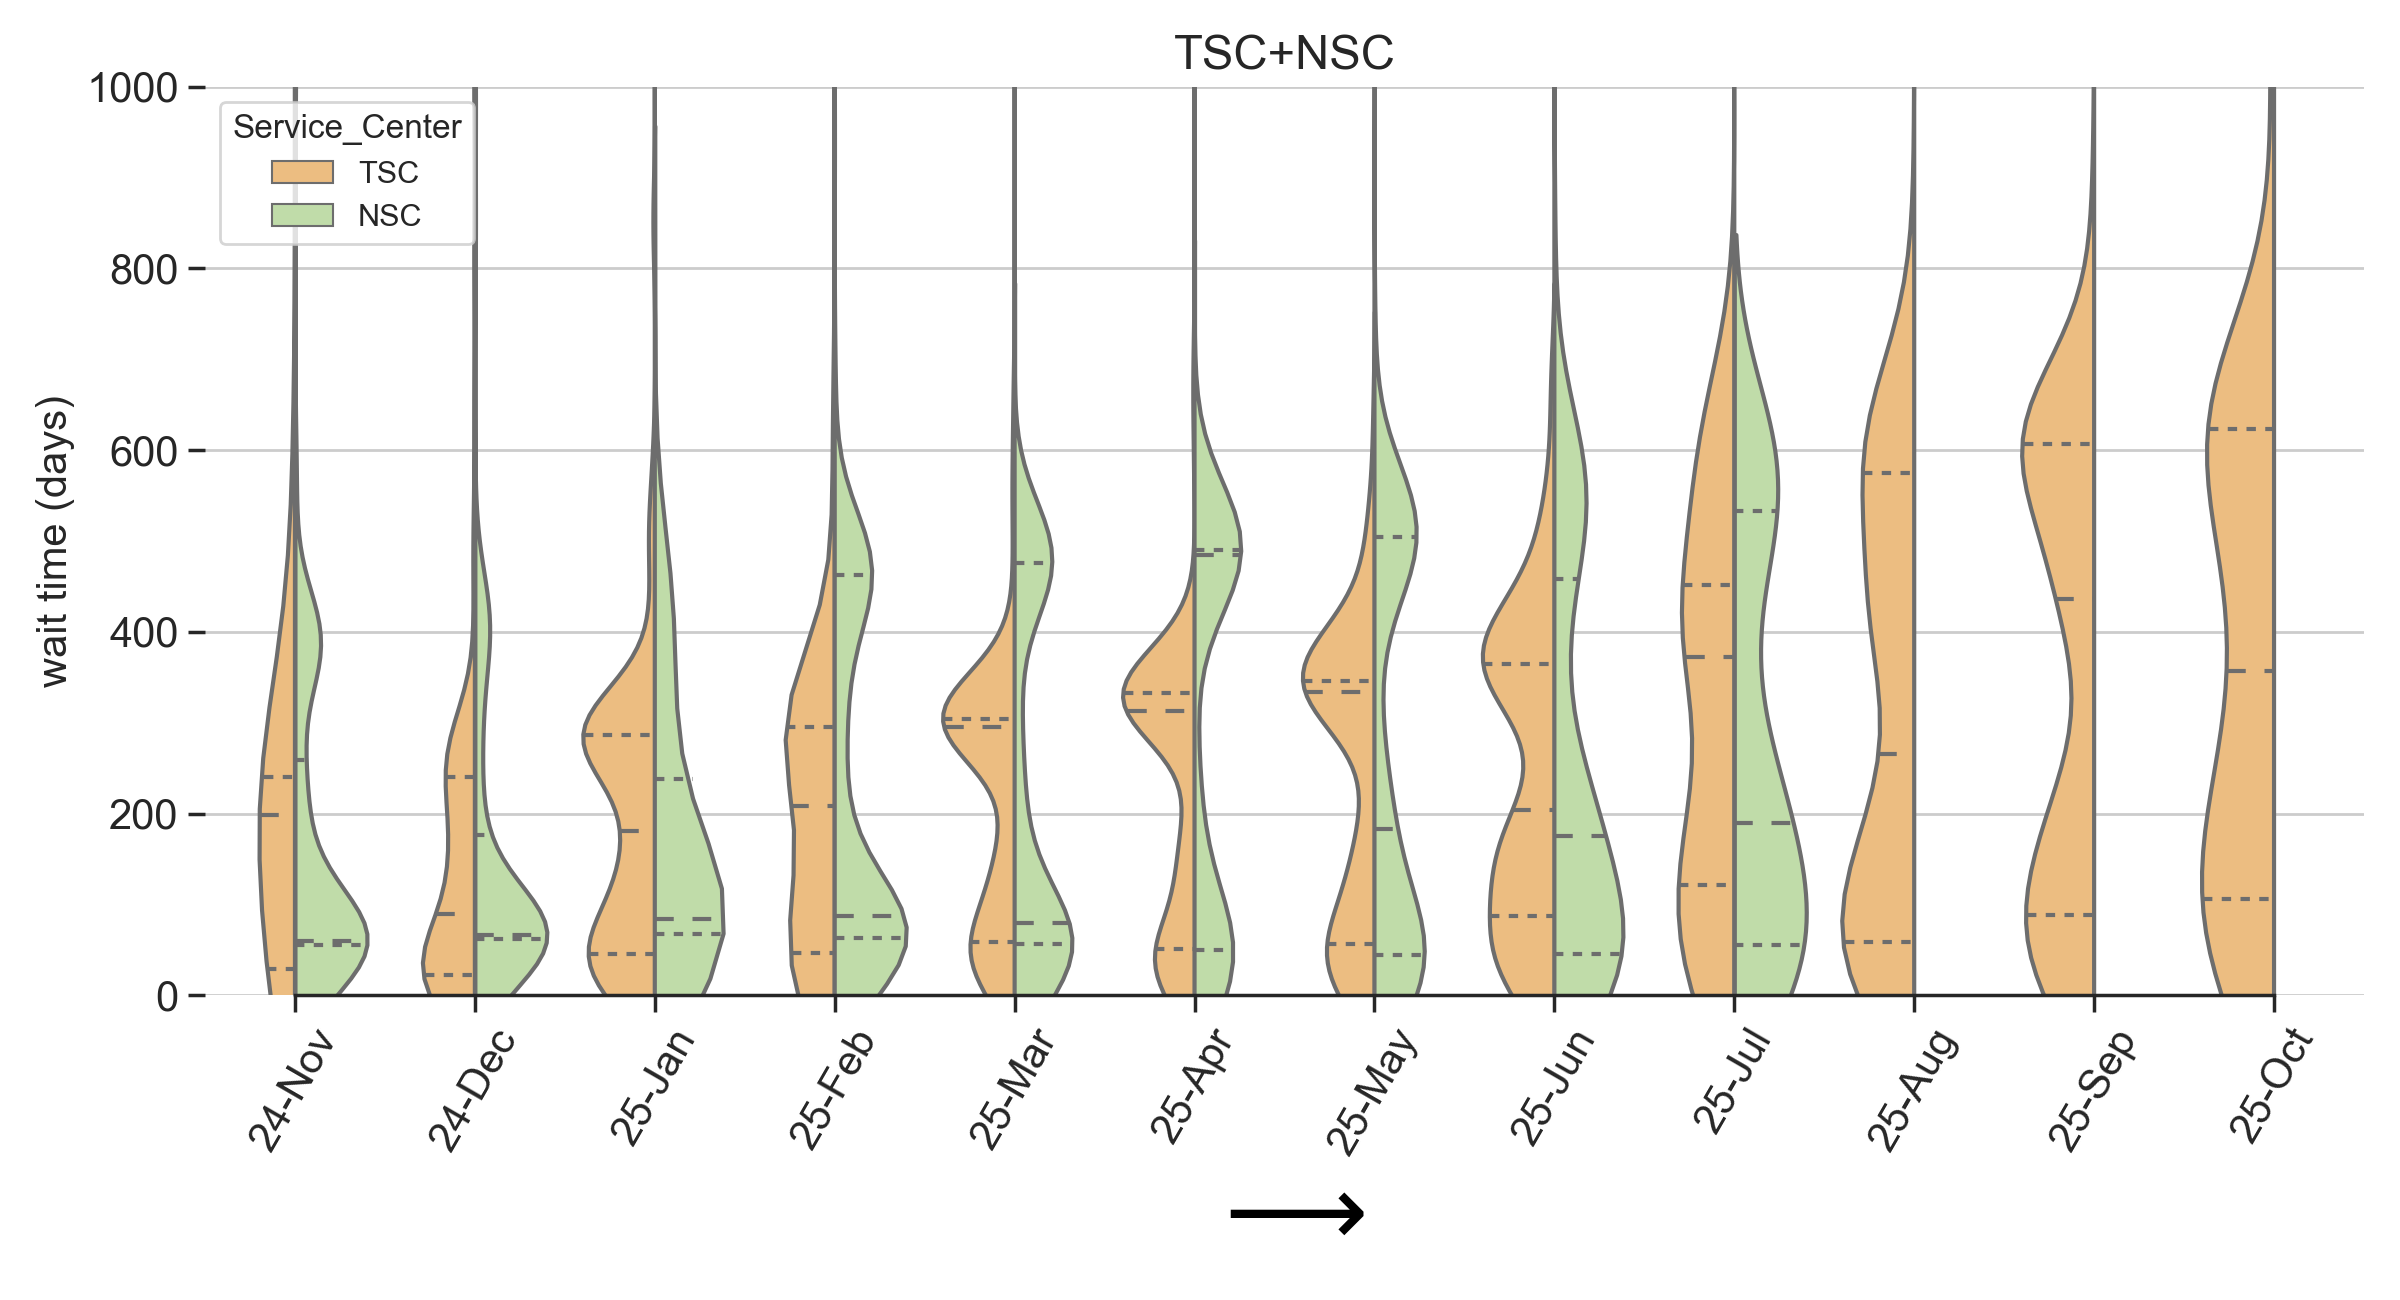 TSC+NSC
1000
800
600
400
200
0
wait time (days)
Service_Center
TSC
NSC
24-Nov
24-Dec
25-Jan
25-Feb
25-Mar
25-Apr
25-May
25-Jun
25-Jul
25-Aug
25-Sep
25-Oct